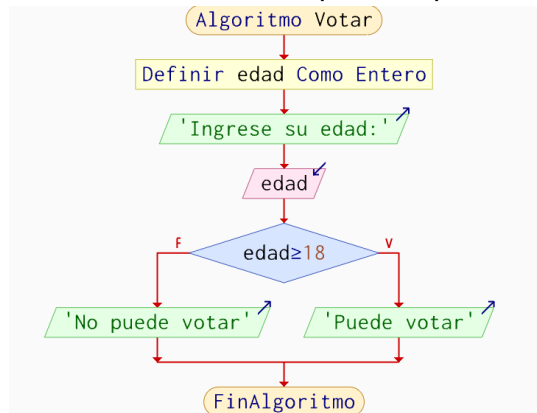 Algoritmo Votar
Definir edad Como Entero
'Ingrese su edad:'
edad
edad≥18
F
V
'No puede votar'
'Puede votar'
FinAlgoritmo